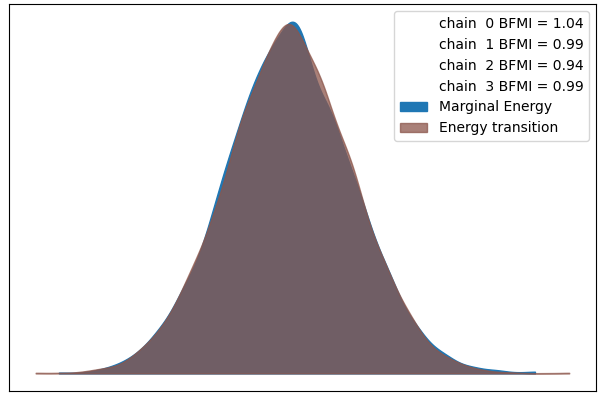 chain  0 BFMI = 1.04
chain  1 BFMI = 0.99
chain  2 BFMI = 0.94
chain  3 BFMI = 0.99
Marginal Energy
Energy transition